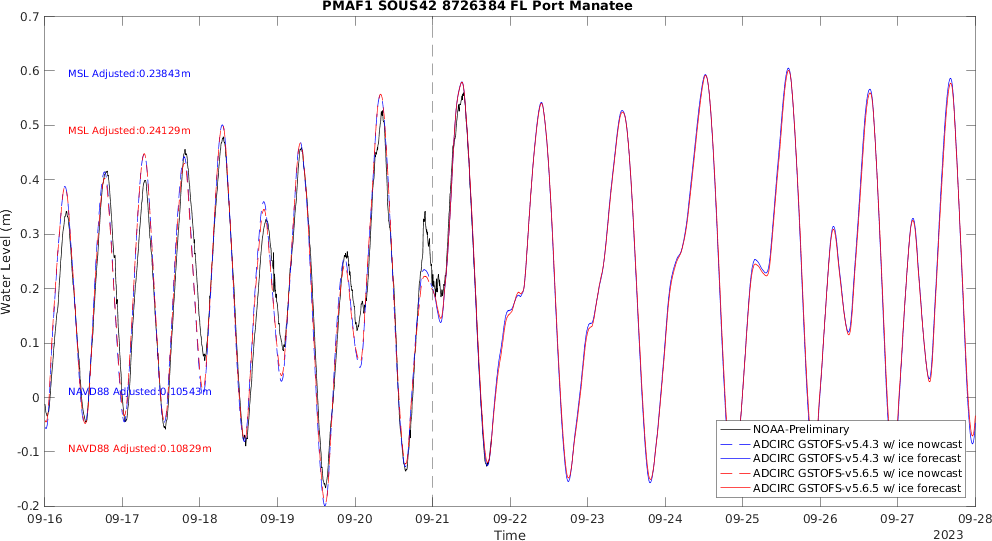 PMAF1 SOUS42 8726384 FL Port Manatee
Water Level (m)
0.7
0.6
0.5
0.4
0.3
0.2
0.1
0
-0.1
-0.2
MSL Adjusted:0.23843m
MSL Adjusted:0.24129m
NAVD88 Adjusted:0.10543m
NAVD88 Adjusted:0.10829m
NOAA-Preliminary
ADCIRC GSTOFS-v5.4.3 w/ ice nowcast
ADCIRC GSTOFS-v5.4.3 w/ ice forecast
ADCIRC GSTOFS-v5.6.5 w/ ice nowcast
ADCIRC GSTOFS-v5.6.5 w/ ice forecast
09-16 09-17 09-18 09-19 09-20 09-21 09-22 09-23 09-24 09-25 09-26 09-27 09-28
Time
2023